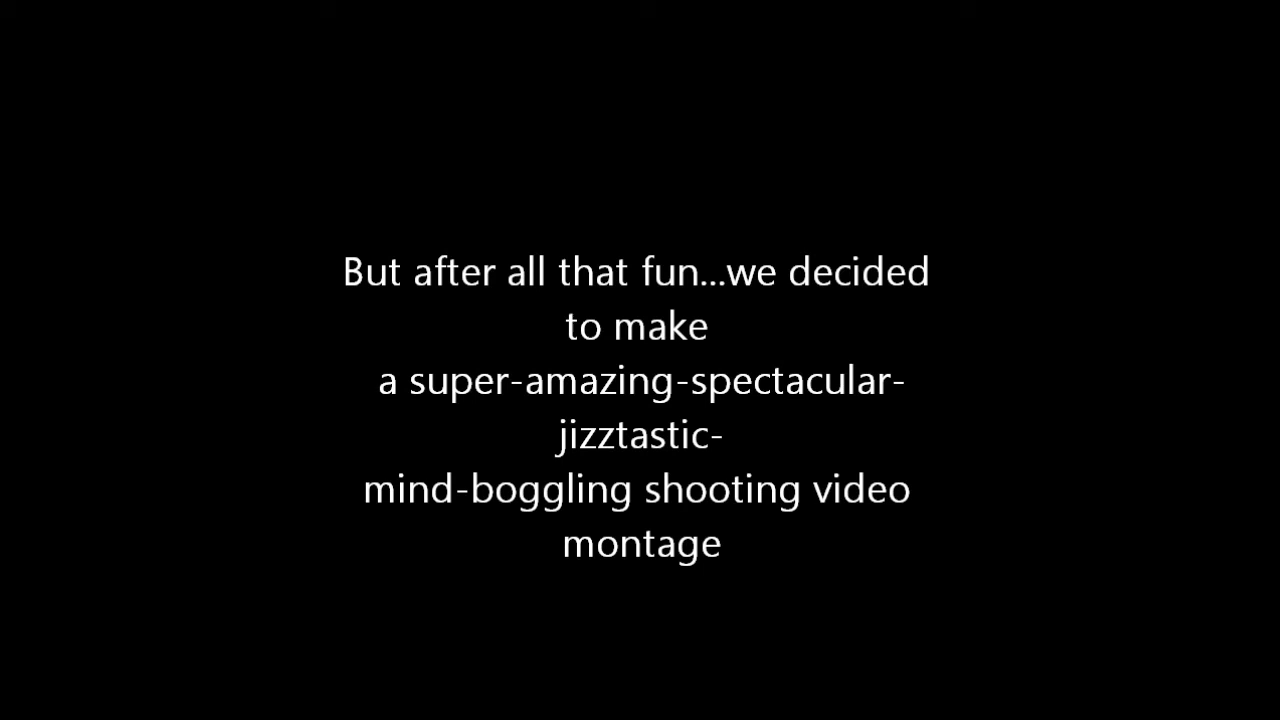 But after all that fun...we decided
to make
a super-amazing-spectacular-
jizztastic-
mind-boggling shooting video
montage